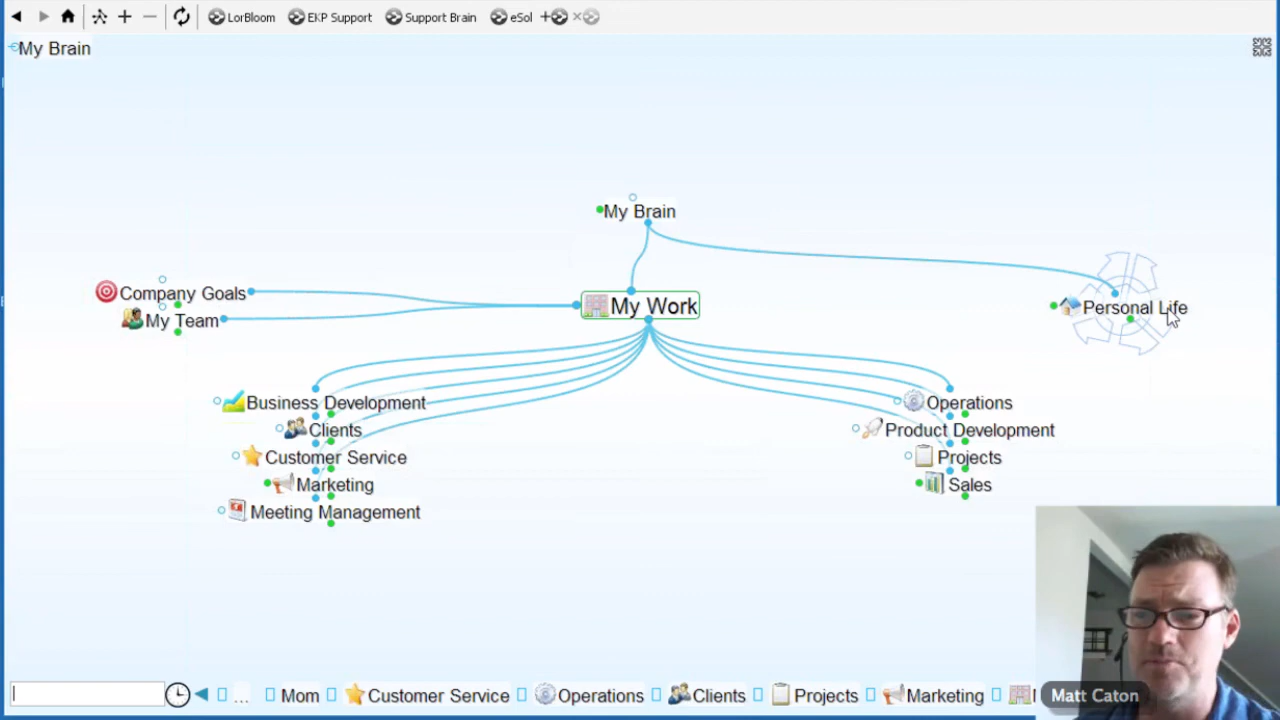 LorBloom EKP Support Support Brain eSol
My Brain
My Brain
Company Goals
My Team
My Work
Personal Life
Business Development
Clients
Customer Service
Marketing
Meeting Management
Operations
Product Development
Projects
Sales
... Mom Customer Service Operations Clients Projects Marketing
Matt Caton